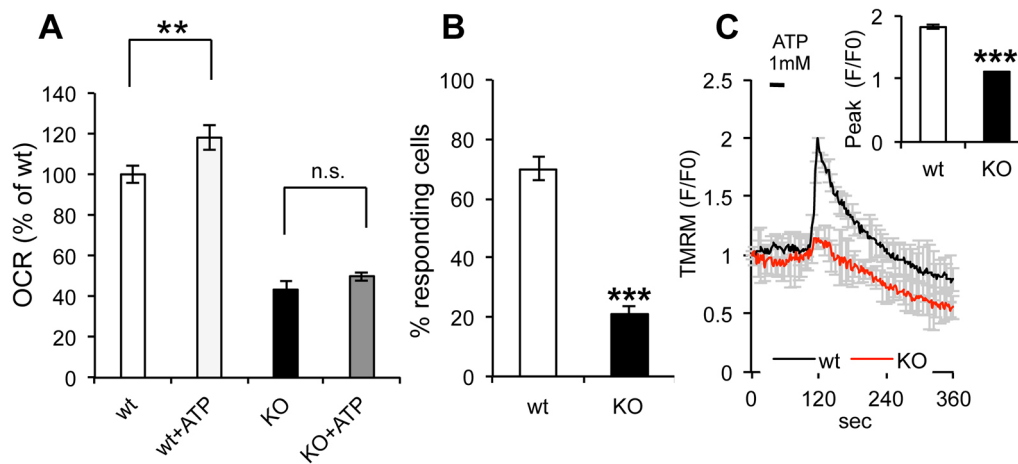 A
**
OCR (% of wt)
140
120
100
80
60
40
20
0
n.s.
wt
wt+ATP
KO
KO+ATP
B
% responding cells
100
80
60
40
20
0
***
wt
KO
C
ATP
1mM
TMRM (F/F0)
2.5
2
1.5
1
0.5
0
wt
KO
0
120
240
360
sec
Peak (F/F0)
2
1
0
***
wt
KO